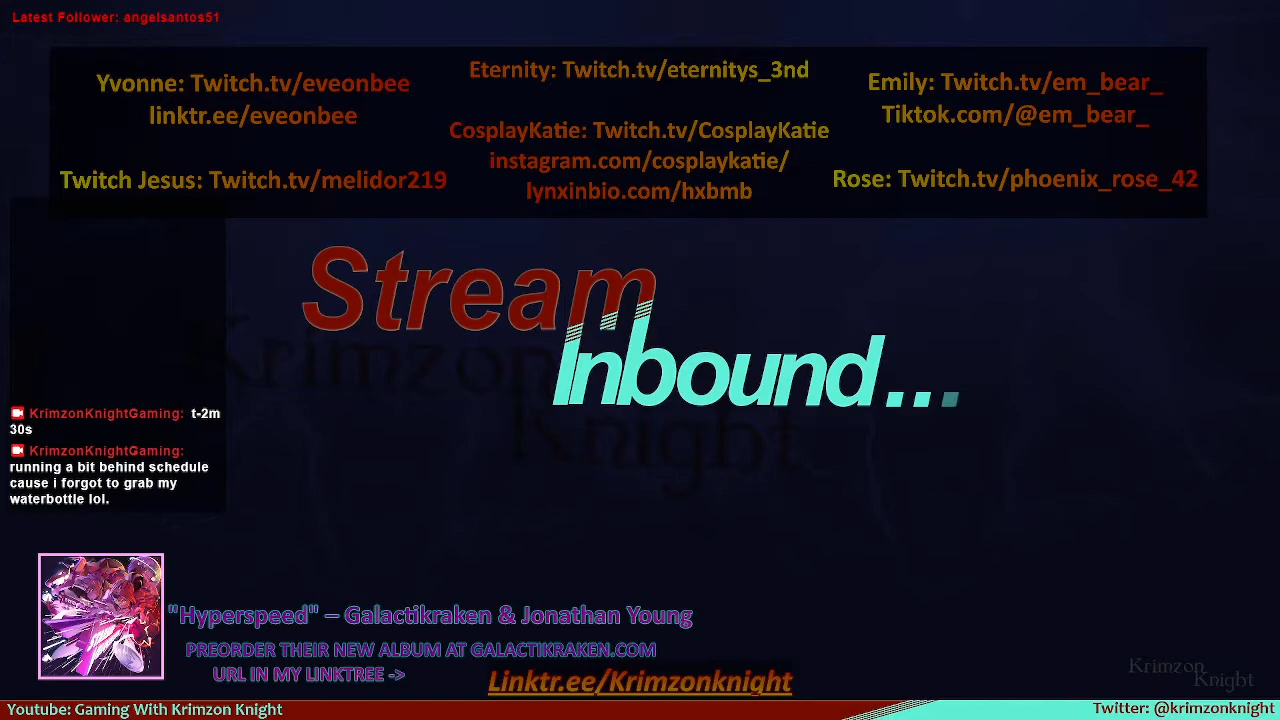 Latest Follower: angelsantos51
Yvonne: Twitch.tv/eveonbee
linktr.ee/eveonbee
Twitch Jesus: Twitch.tv/melidor219
Eternity: Twitch.tv/eternitys_3nd
CosplayKatie: Twitch.tv/CosplayKatie
instagram.com/cosplaykatie/
lynxinbio.com/hxbmb
Emily: Twitch.tv/em_bear_
Tiktok.com/@em_bear_
Rose: Twitch.tv/phoenix_rose_42
Stream
Inbound...
Krimzon
Knight
KrimzonKnightGaming: t-2m
30s
KrimzonKnightGaming:
running a bit behind schedule
cause i forgot to grab my
waterbottle lol.
"Hyperspeed" – Galactikraken & Jonathan Young
PREORDER THEIR NEW ALBUM AT GALACTIKRAKEN.COM
URL IN MY LINKTREE ->
Linktr.ee/Krimzonknight
Krimzon
Knight
Youtube: Gaming With Krimzon Knight
Twitter: @krimzonknight